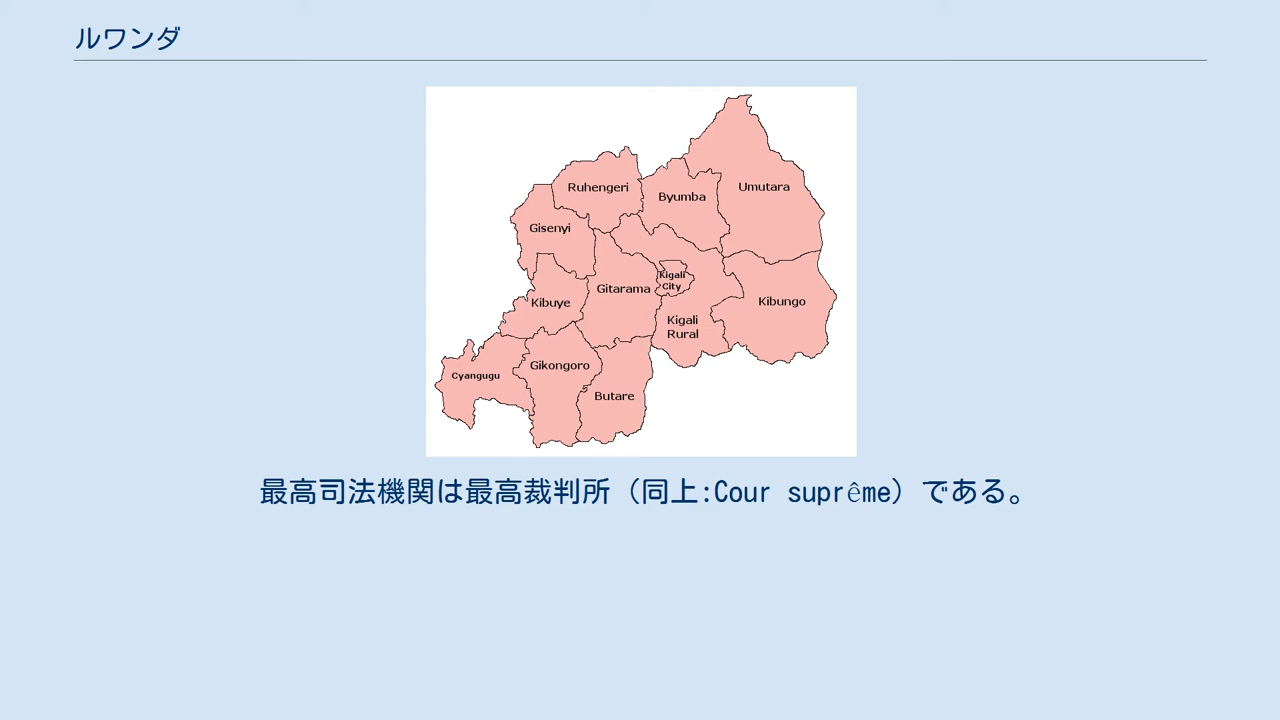 ルワンダ
Ruhengeri
Byumba
Umutara
Gisenyi
Kigali
City
Gitarama
Kibuye
Kibungo
Kigali
Rural
Gikongoro
Cyangugu
Butare
最高司法機関は最高裁判所（同上:Cour suprême）である。